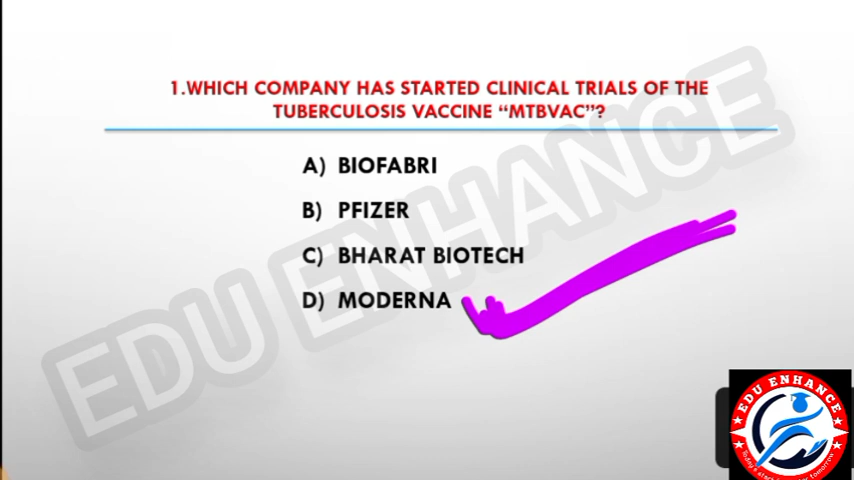 1.WHICH COMPANY HAS STARTED CLINICAL TRIALS OF THE
TUBERCULOSIS VACCINE “MTBVAC”?
A) BIOFABRI
B) PFIZER
C) BHARAT BIOTECH
D) MODERNA
EDU ENHANCE
EDU ENHANCE